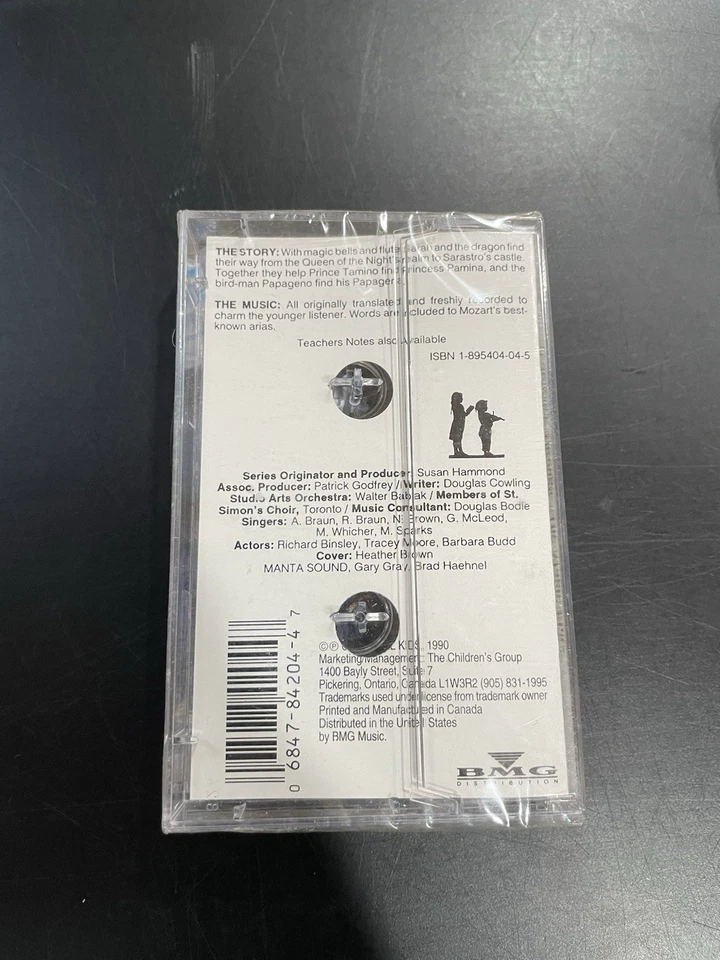 THE STORY: With magic bells and flute Sarah and the dragon find
their way from the Queen of the Night's realm to Sarastro's castle.
Together they help Prince Tamino find Princess Pamina, and the
bird-man Papageno find his
THE MUSIC: All originally translated and freshly recorded to
charm the younger listener. Words are included to Mozart's best-
known arias.
Teachers Notes also Available
ISBN 1-895404-04-5
Series Originator and Producer: Susan Hammond
Assoc. Producer: Patrick Godfrey / Writer: Douglas Cowling
Studio Arts Orchestra: Walter Babiak / Members of St.
Simon's Choir, Toronto / Music Consultant: Douglas Bodle
Singers: A. Braun, R. Braun, N. Brown, G. McLeod,
M. Whicher, M. Sparks
Actors: Richard Binsley, Tracey Moore, Barbara Budd
Cover: Heather Brown
MANTA SOUND, Gary Gray, Brad Haehnel
0 6847-84204-4 7
©℗ KIDS, 1990
Marketing/Management: The Children's Group
1400 Bayly Street, Suite 7
Pickering, Ontario, Canada L1W3R2 (905) 831-1995
Trademarks used under license from trademark owner
Printed and Manufactured in Canada
Distributed in the United States
by BMG Music.
BMG
DISTRIBUTION